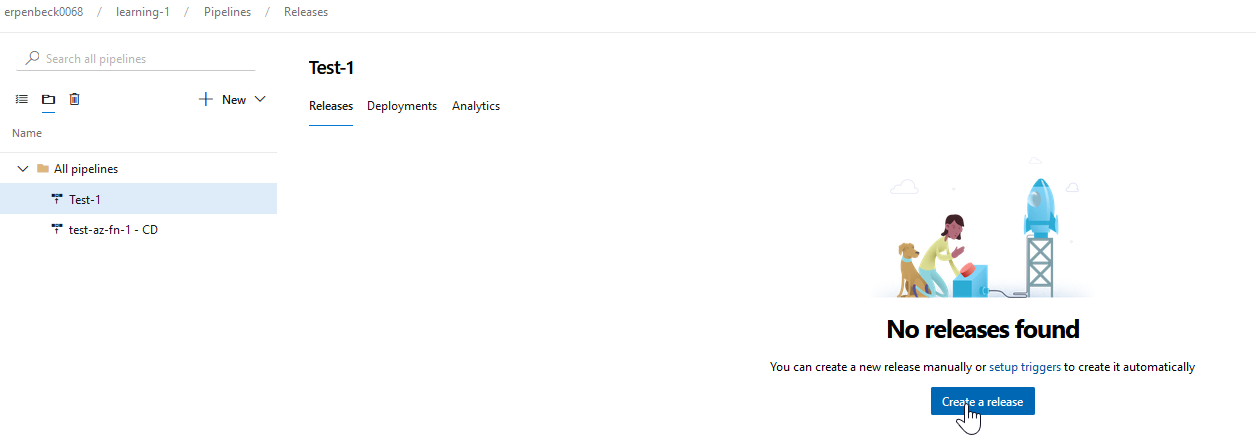 erpenbeck0068 / learning-1 / Pipelines / Releases
Search all pipelines
Test-1
New
Releases Deployments Analytics
Name
All pipelines
Test-1
test-az-fn-1 - CD
No releases found
You can create a new release manually or setup triggers to create it automatically
Create a release